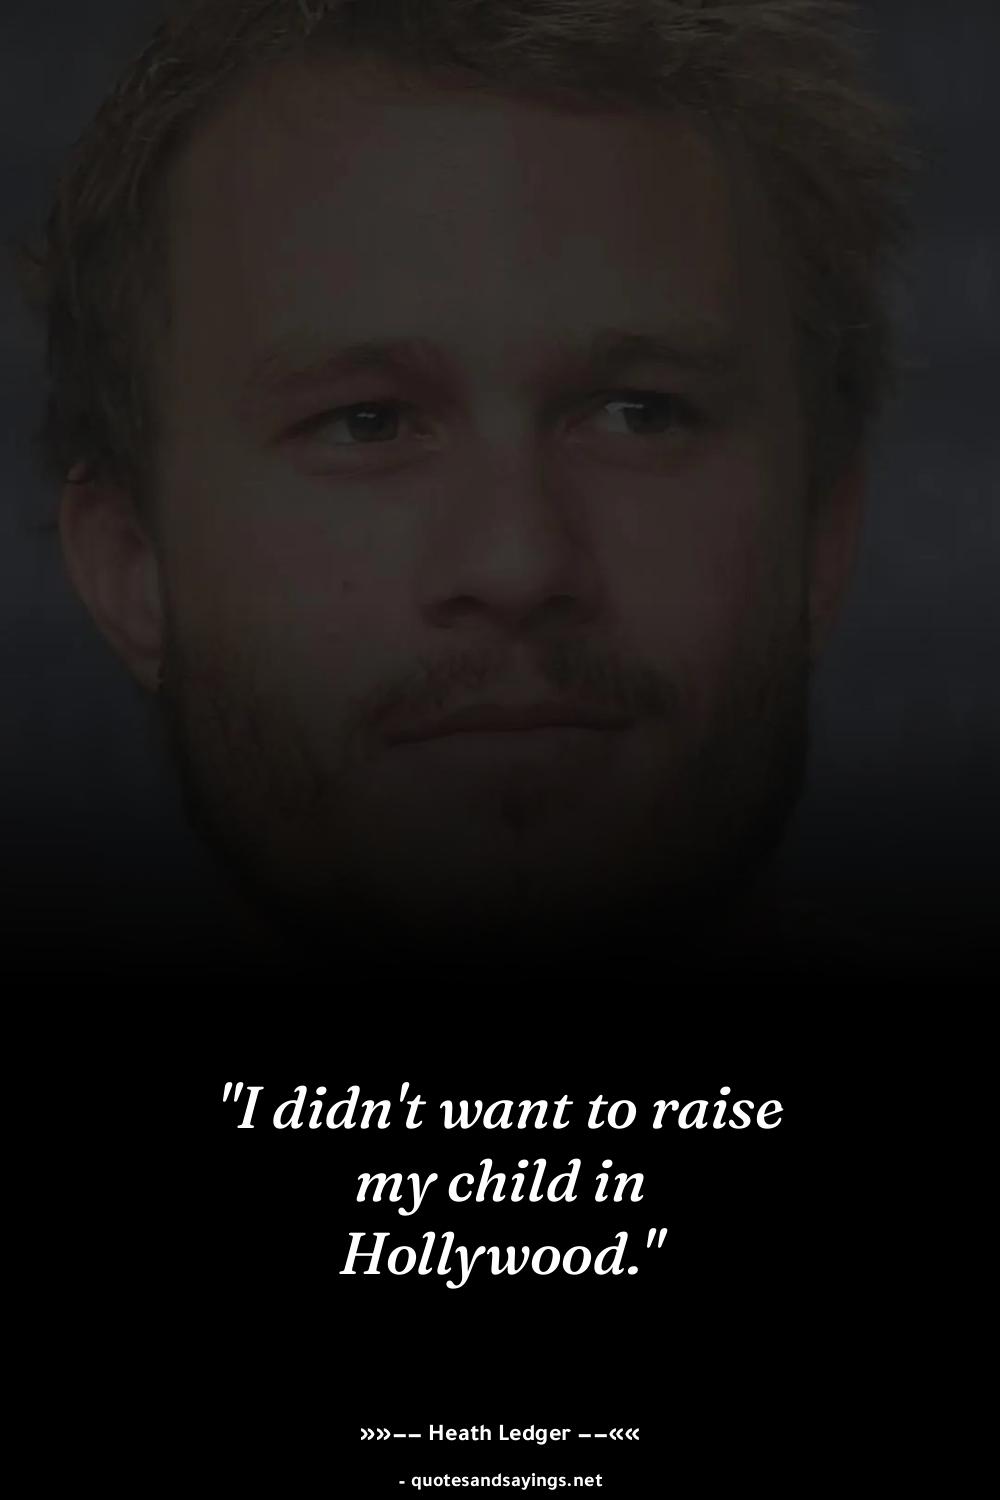 "I didn't want to raise
my child in
Hollywood."
»»–– Heath Ledger ––««
- quotesandsayings.net